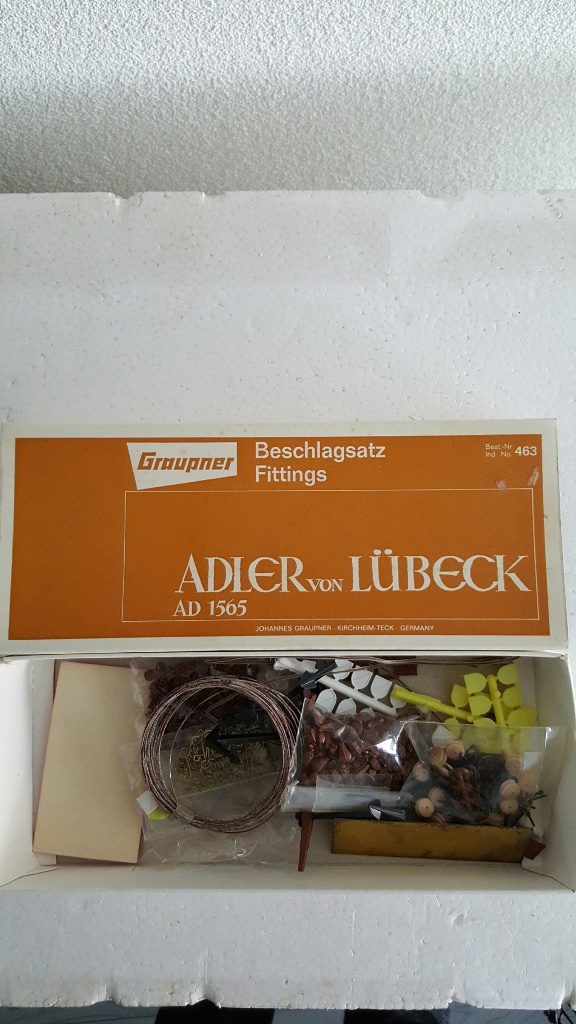 Graupner
Beschlagsatz
Fittings
Best.-Nr
Ind. No. 463
ADLER VON LÜBECK
AD 1565
JOHANNES GRAUPNER · KIRCHHEIM-TECK · GERMANY